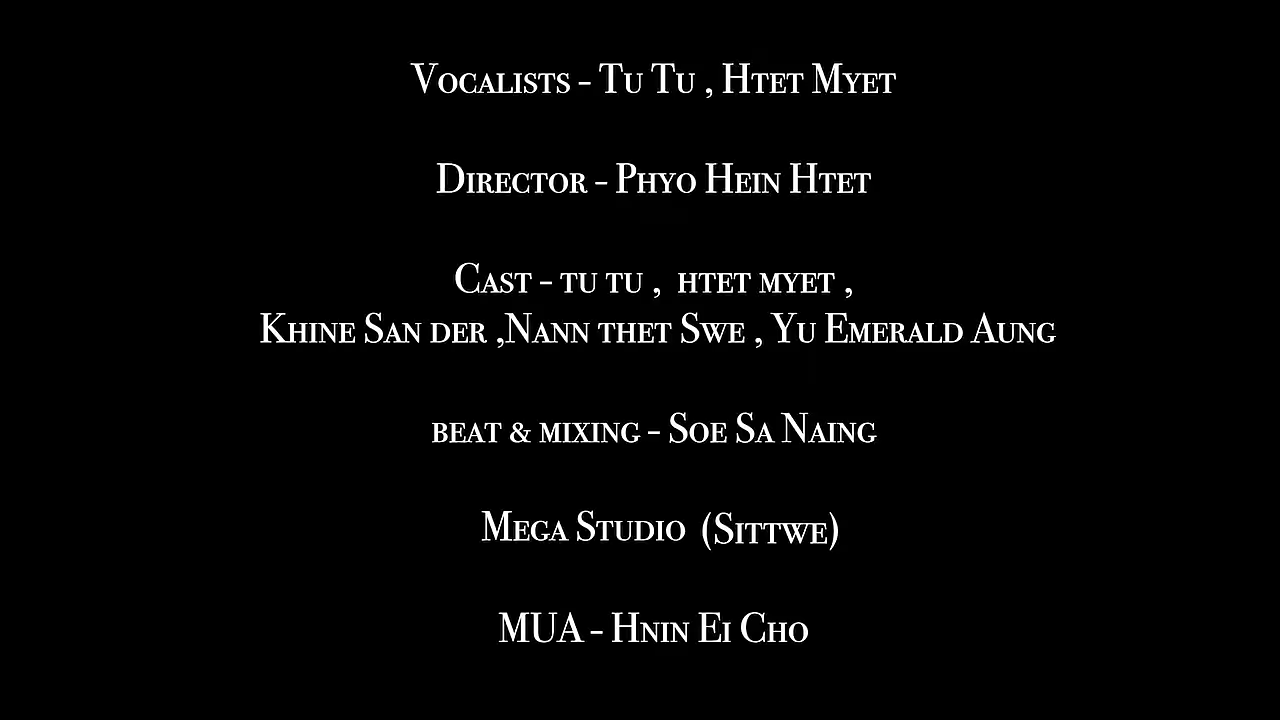 Vocalists - Tu Tu , Htet Myet
Director - Phyo Hein Htet
Cast - tu tu , htet myet ,
Khine San der ,Nann thet Swe , Yu Emerald Aung
beat & mixing - Soe Sa Naing
Mega Studio (Sittwe)
MUA - Hnin Ei Cho